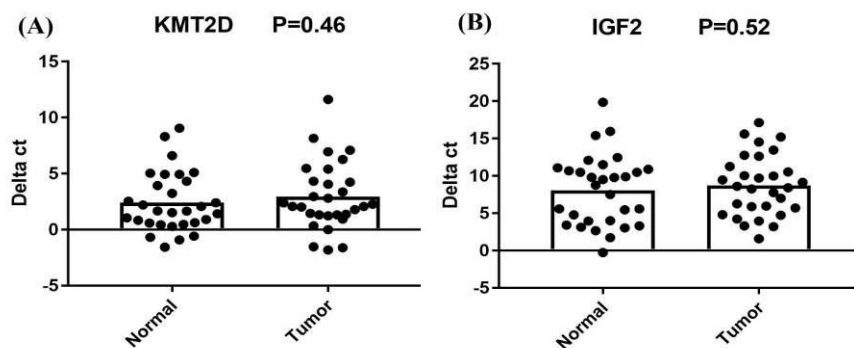 (A) KMT2D P=0.46
15
10
5
0
-5
Delta ct
Normal
Tumor
(B) IGF2 P=0.52
25
20
15
10
5
0
-5
Delta ct
Normal
Tumor